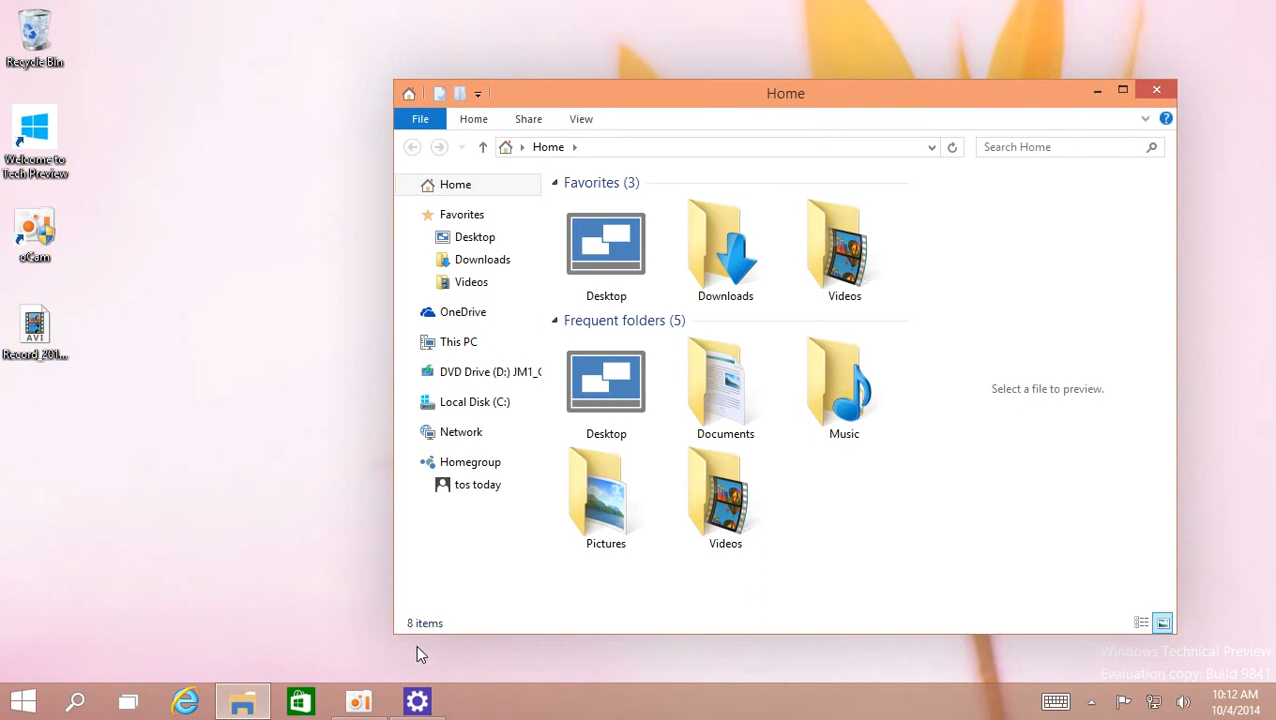 Recycle Bin
Welcome to
Tech Preview
oCam
AVI
Record_201...
Home
File
Home
Share
View
Home
Search Home
Home
Favorites
Desktop
Downloads
Videos
OneDrive
This PC
DVD Drive (D:) JM1_C
Local Disk (C:)
Network
Homegroup
tos today
Favorites (3)
Desktop
Downloads
Videos
Frequent folders (5)
Desktop
Documents
Music
Pictures
Videos
Select a file to preview.
8 items
Windows Technical Preview
Evaluation copy. Build 9841
10:12 AM
10/4/2014